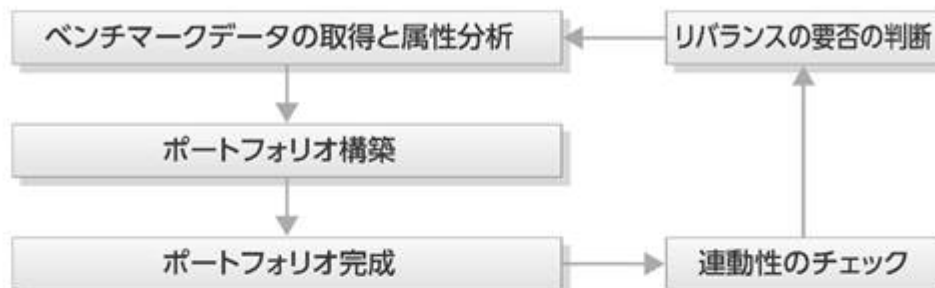 ベンチマークデータの取得と属性分析
リバランスの要否の判断
ポートフォリオ構築
ポートフォリオ完成
連動性のチェック